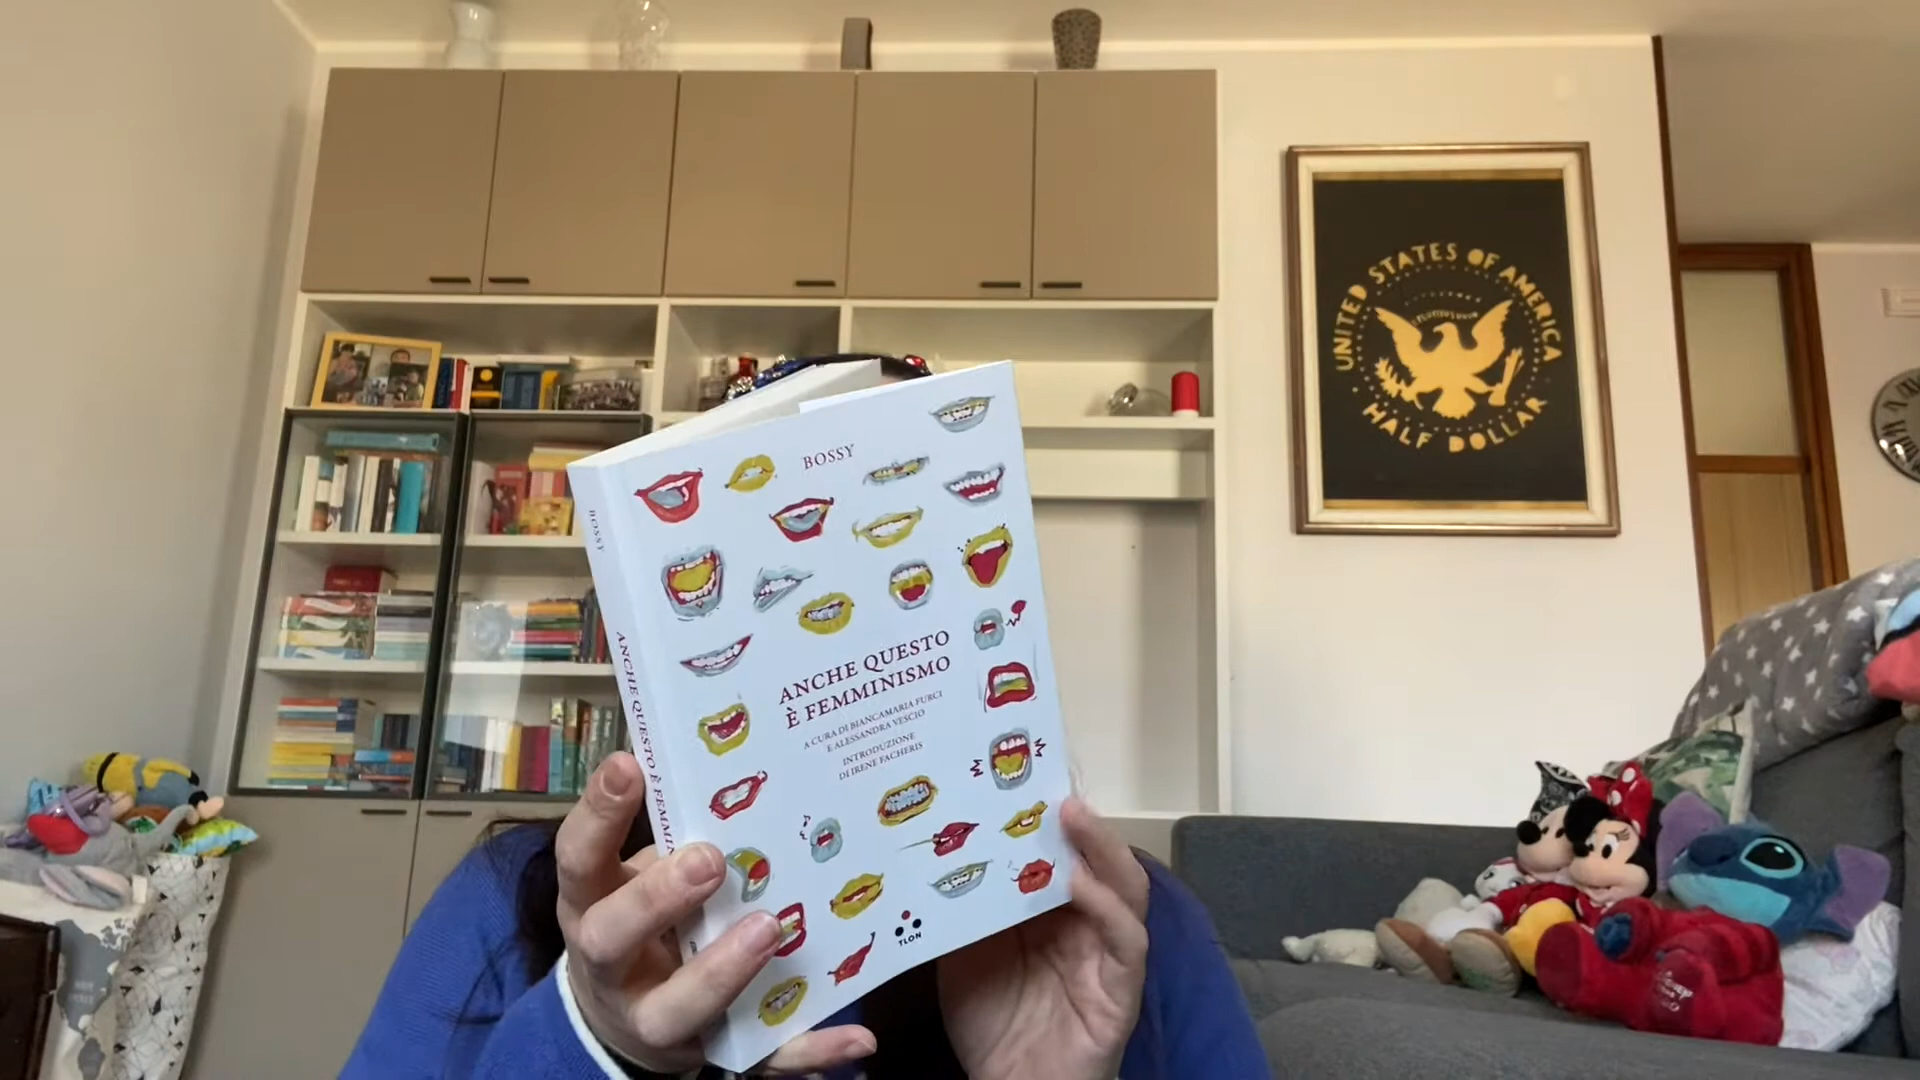 BOSSY
ANCHE QUESTO
È FEMMINISMO
A CURA DI BIANCAMARIA FURCI
E ALESSANDRA VESCIO
INTRODUZIONE
DI IRENE FACHERIS
TLON
BOSSY
ANCHE QUESTO È FEMMIN
UNITED STATES OF AMERICA
HALF DOLLAR